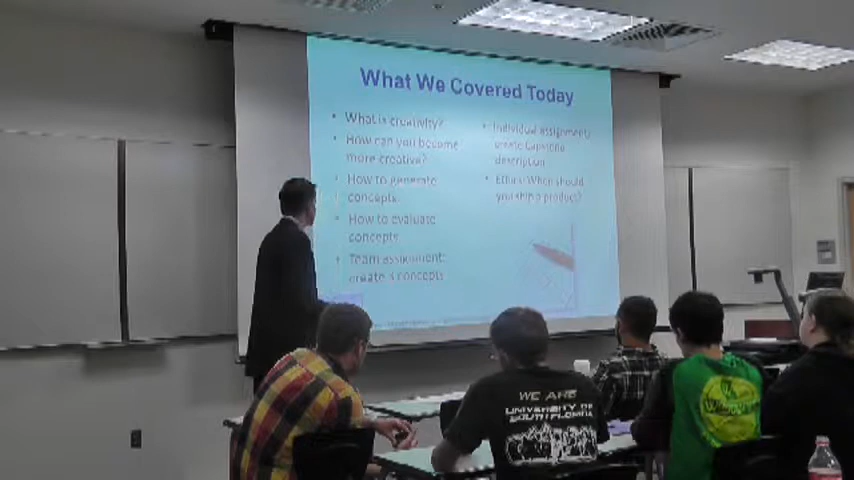 What We Covered Today
• What is creativity?
• How can you become
more creative?
• How to generate
concepts
• How to evaluate
concepts
• Team assignment:
create 3 concepts
• Individual assignment:
create Capstone
description
• Ethics: When should
you ship a product?
WE ARE
UNIVERSITY OF
SOUTH FLORIDA